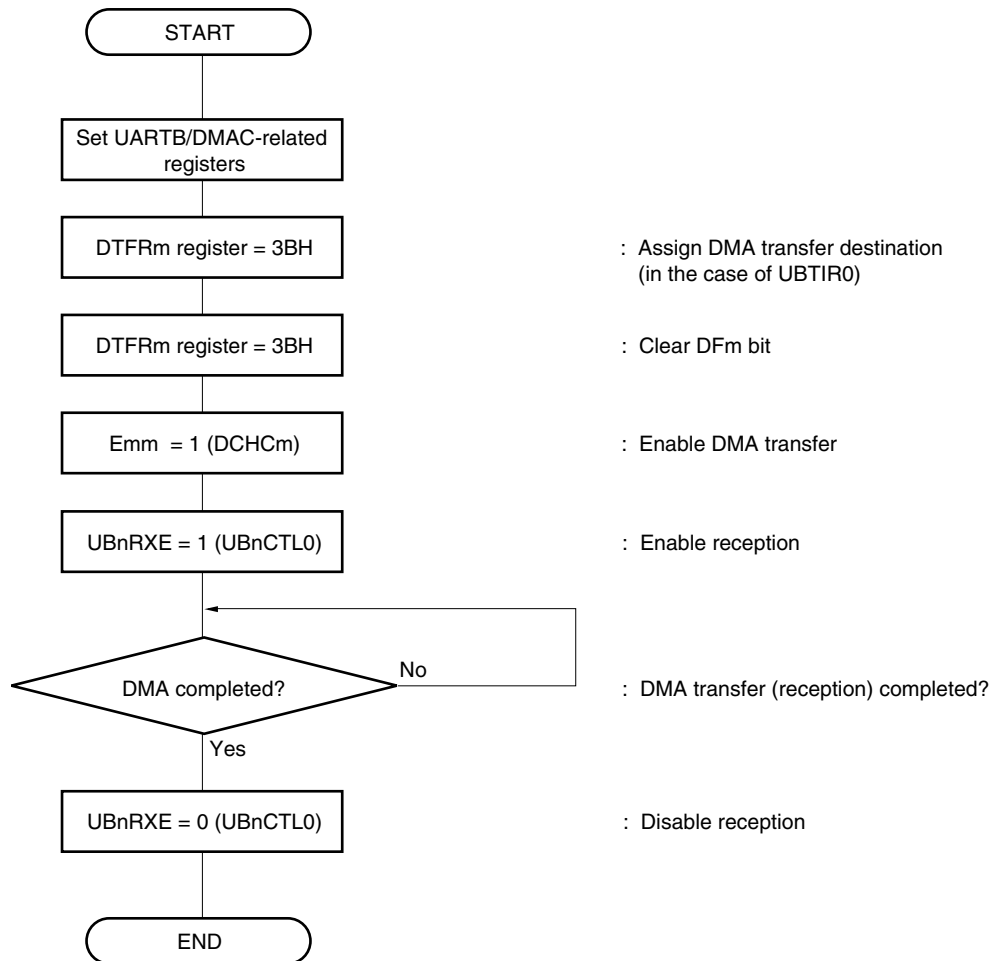 START
Set UARTB/DMAC-related
registers
DTFRm register = 3BH
: Assign DMA transfer destination
(in the case of UBTIR0)
DTFRm register = 3BH
: Clear DFm bit
Emm = 1 (DCHCm)
: Enable DMA transfer
UBnRXE = 1 (UBnCTL0)
: Enable reception
DMA completed?
No
: DMA transfer (reception) completed?
Yes
UBnRXE = 0 (UBnCTL0)
: Disable reception
END